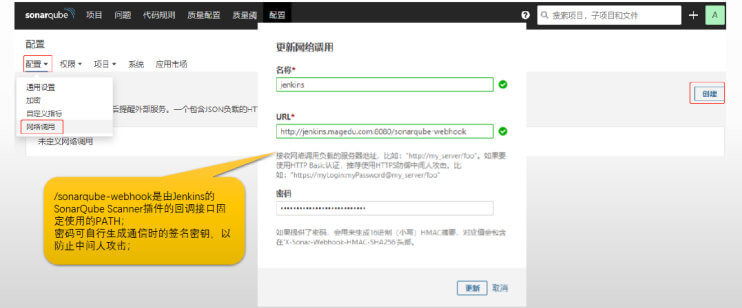 sonarqube 项目 问题 代码规则 质量配置 质量阈 配置
搜索项目，子项目和文件
A
配置
配置 权限 项目 系统 应用市场
通用设置
加密
自定义指标
网络调用
后提醒外部服务。一个包含JSON负载的HT
创建
未定义网络调用
更新网络调用
名称*
jenkins
URL*
http://jenkins.magedu.com:8080/sonarqube-webhook
接收网络调用负载的服务器地址，比如："http://my_server/foo"。如果要
使用HTTP Basic认证，推荐使用HTTPS防御中间人攻击。比
如："https://myLogin:myPassword@my_server/foo"
密码
如果提供了密码，会用来生成16进制（小写）HMAC摘要，对应值会包含
在'X-Sonar-Webhook-HMAC-SHA256'头部。
更新 取消
/sonarqube-webhook是由Jenkins的
SonarQube Scanner插件的回调接口固
定使用的PATH；
密码可自行生成通信时的签名密钥，以
防止中间人攻击；